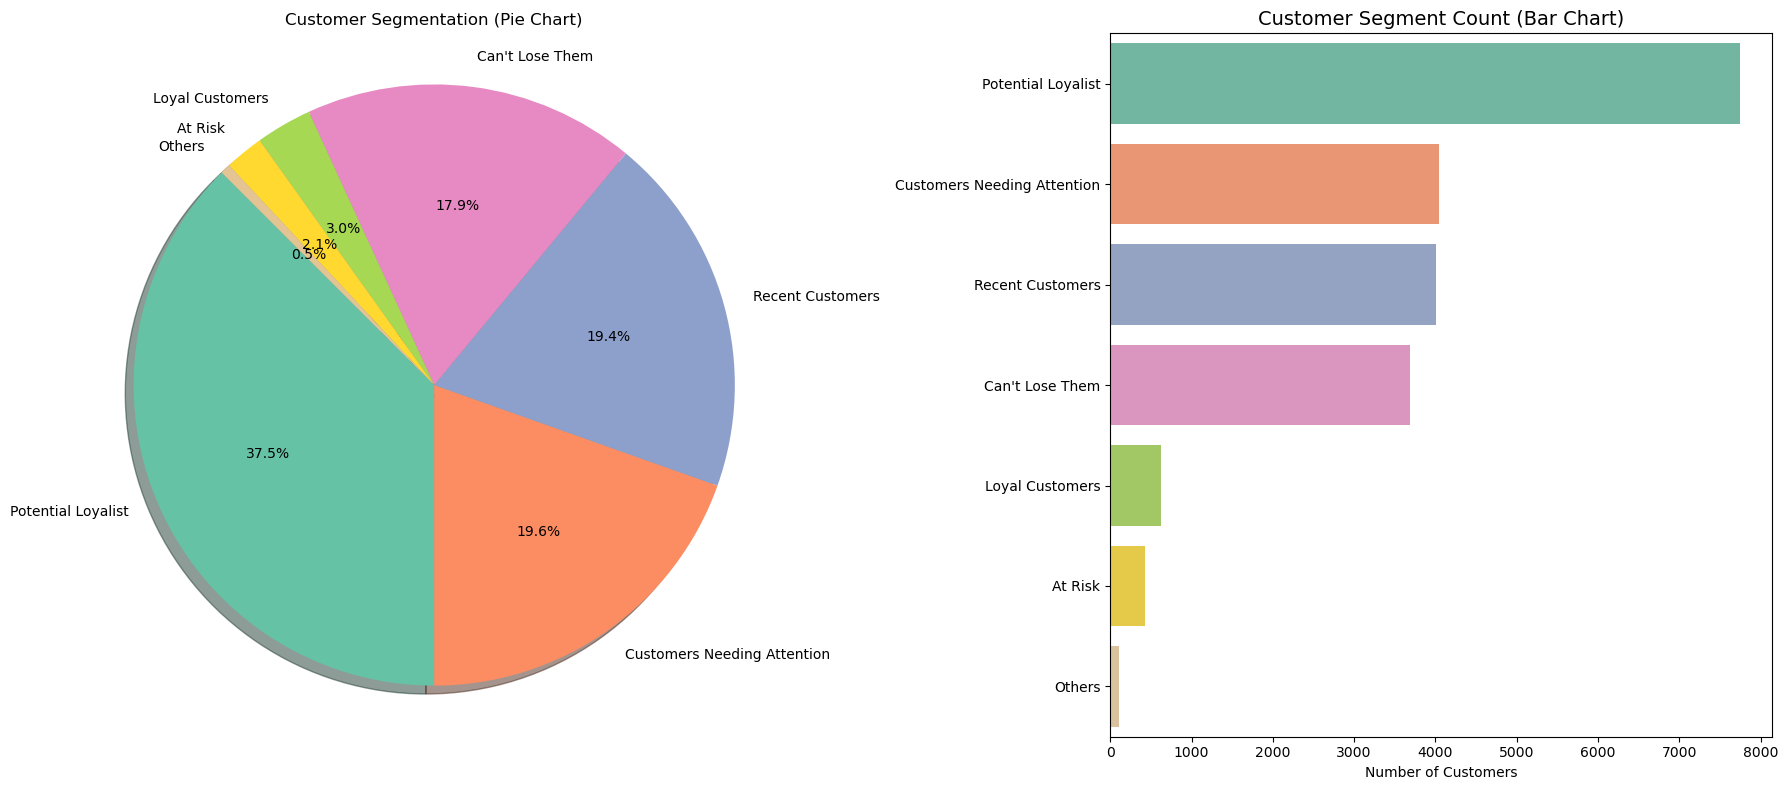 Customer Segmentation (Pie Chart)
Can't Lose Them
Loyal Customers
At Risk
Others
17.9%
3.0%
2.1%
0.5%
Recent Customers
19.4%
37.5%
Potential Loyalist
19.6%
Customers Needing Attention
Customer Segment Count (Bar Chart)
Potential Loyalist
Customers Needing Attention
Recent Customers
Can't Lose Them
Loyal Customers
At Risk
Others
0 1000 2000 3000 4000 5000 6000 7000 8000
Number of Customers